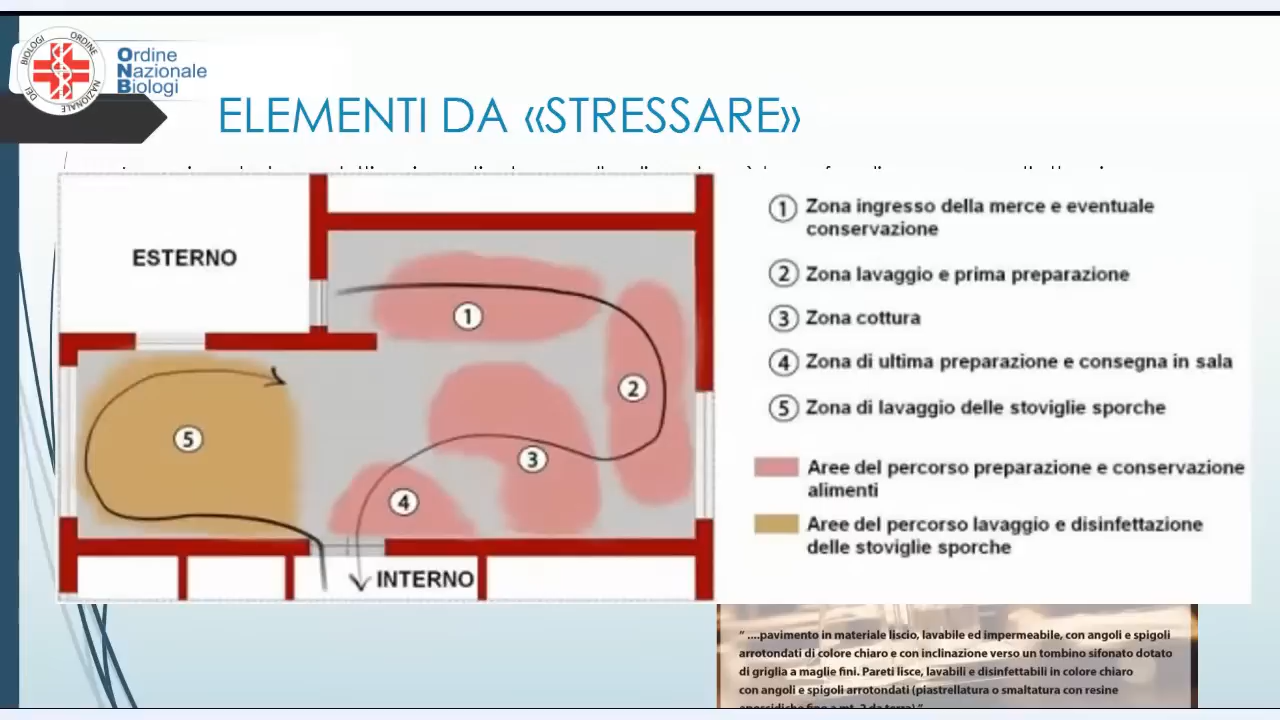 ORDINE
NAZIONALE
DEI
BIOLOGI
Ordine
Nazionale
Biologi
ELEMENTI DA «STRESSARE»
ESTERNO
1
2
3
4
5
INTERNO
1 Zona ingresso della merce e eventuale
conservazione
2 Zona lavaggio e prima preparazione
3 Zona cottura
4 Zona di ultima preparazione e consegna in sala
5 Zona di lavaggio delle stoviglie sporche
Aree del percorso preparazione e conservazione
alimenti
Aree del percorso lavaggio e disinfettazione
delle stoviglie sporche
“ ....pavimento in materiale liscio, lavabile ed impermeabile, con angoli e spigoli
arrotondati di colore chiaro e con inclinazione verso un tombino sifonato dotato
di griglia a maglie fini. Pareti lisce, lavabili e disinfettabili in colore chiaro
con angoli e spigoli arrotondati (piastrellatura o smaltatura con resine